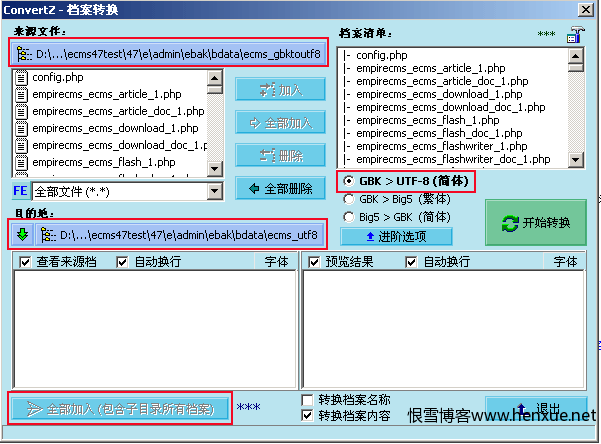 ConvertZ - 档案转换
来源文件:
D:\...\ecms47test\47\e\admin\ebak\bdata\ecms_gbktoutf8
config.php
empirecms_ecms_article_1.php
empirecms_ecms_article_doc_1.php
empirecms_ecms_download_1.php
empirecms_ecms_download_doc_1.php
empirecms_ecms_flash_1.php
FE
全部文件 (*.*)
加入
全部加入
删除
全部删除
档案清单:
***
|- config.php
|- empirecms_ecms_article_1.php
|- empirecms_ecms_article_doc_1.php
|- empirecms_ecms_download_1.php
|- empirecms_ecms_download_doc_1.php
|- empirecms_ecms_flash_1.php
|- empirecms_ecms_flash_doc_1.php
|- empirecms_ecms_flashwriter_1.php
|- empirecms_ecms_flashwriter_doc_1.php
GBK > UTF-8 (简体)
GBK > Big5 (繁体)
Big5 > GBK (简体)
进阶选项
开始转换
目的地:
D:\...\ecms47test\47\e\admin\ebak\bdata\ecms_utf8
查看来源档 自动换行 字体
预览结果 自动换行 字体
全部加入 (包含子目录所有档案)
***
转换档案名称
转换档案内容
退出
恨雪博客www.henxue.net